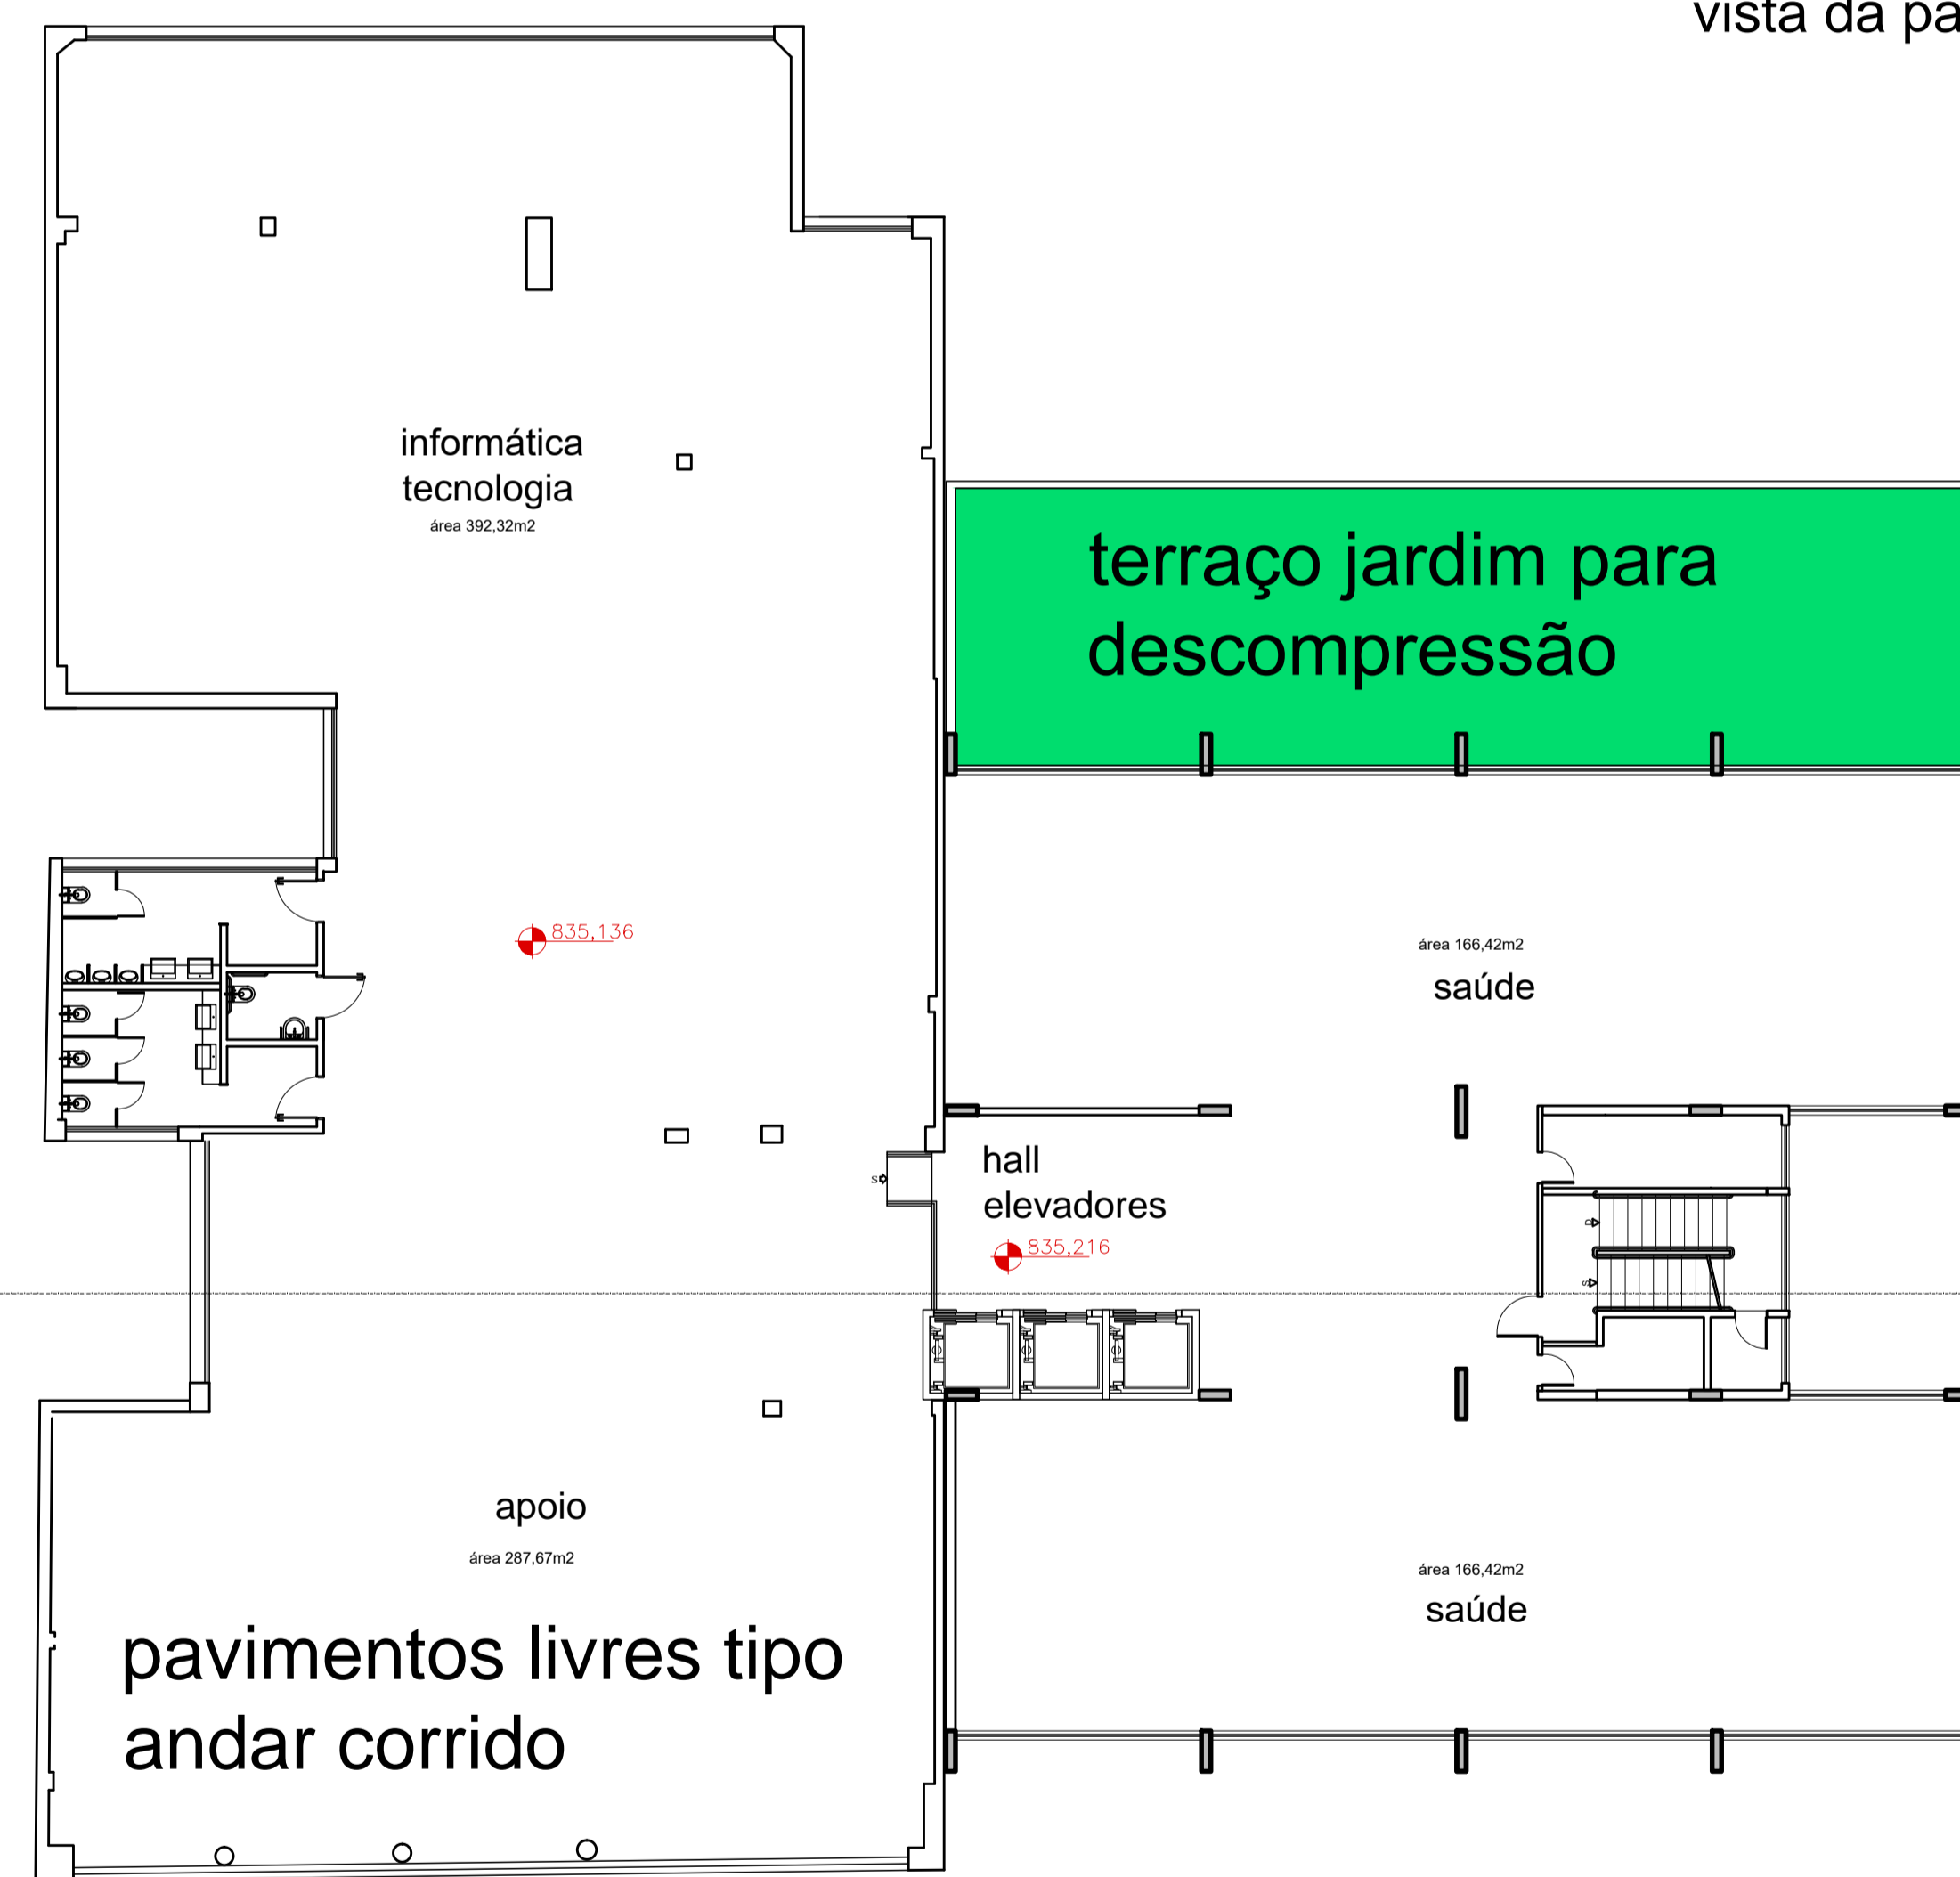 vista da pa
informática
tecnologia
área 392,32m2
terraço jardim para
descompressão
835,136
área 166,42m2
saúde
hall
elevadores
S
D
835,216
S
apoio
área 287,67m2
área 166,42m2
saúde
pavimentos livres tipo
andar corrido